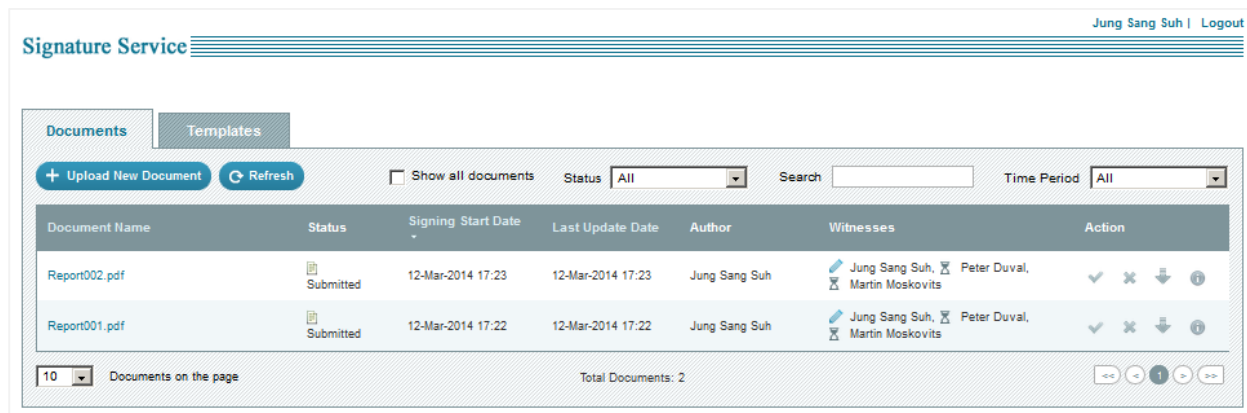 Jung Sang Suh | Logout
Signature Service
Documents Templates
+ Upload New Document Refresh Show all documents Status All Search Time Period All
Document Name Status Signing Start Date Last Update Date Author Witnesses Action
Report002.pdf Submitted 12-Mar-2014 17:23 12-Mar-2014 17:23 Jung Sang Suh Jung Sang Suh, Peter Duval,
Martin Moskovits
Report001.pdf Submitted 12-Mar-2014 17:22 12-Mar-2014 17:22 Jung Sang Suh Jung Sang Suh, Peter Duval,
Martin Moskovits
10 Documents on the page Total Documents: 2 << < 1 > >>